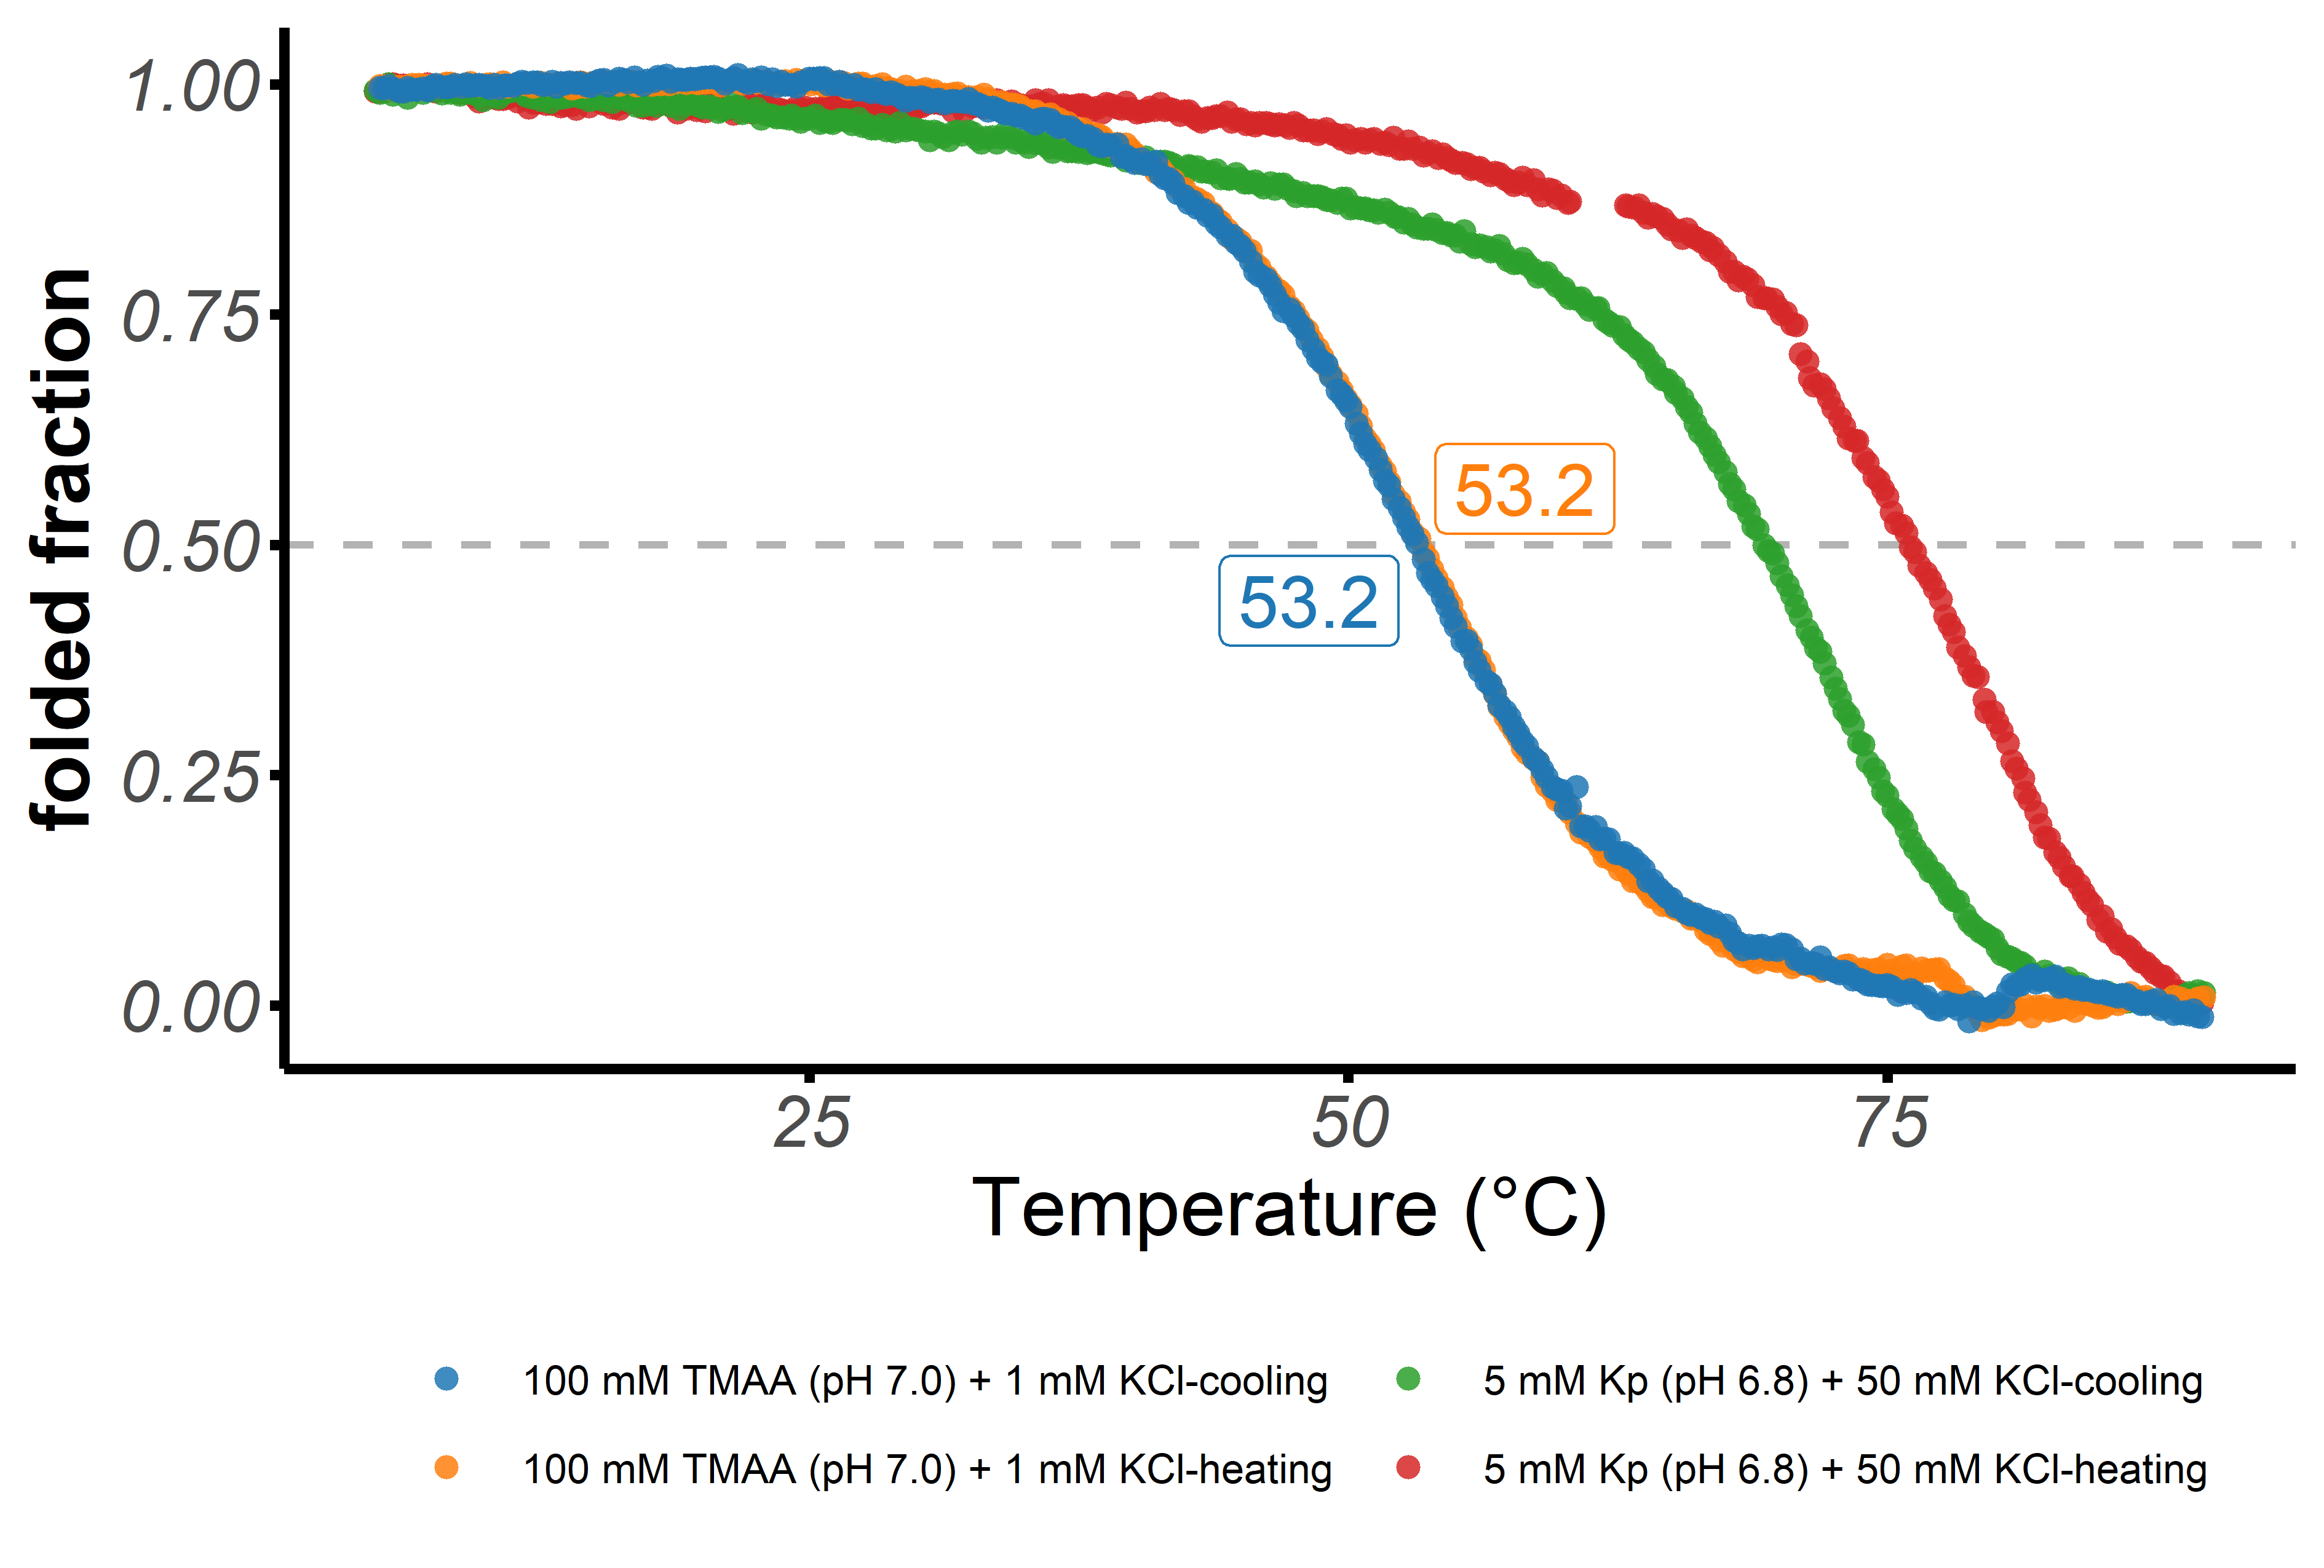 1.00
0.75
0.50
0.25
0.00
folded fraction
53.2
53.2
25
50
75
Temperature (°C)
100 mM TMAA (pH 7.0) + 1 mM KCl-cooling
5 mM Kp (pH 6.8) + 50 mM KCl-cooling
100 mM TMAA (pH 7.0) + 1 mM KCl-heating
5 mM Kp (pH 6.8) + 50 mM KCl-heating